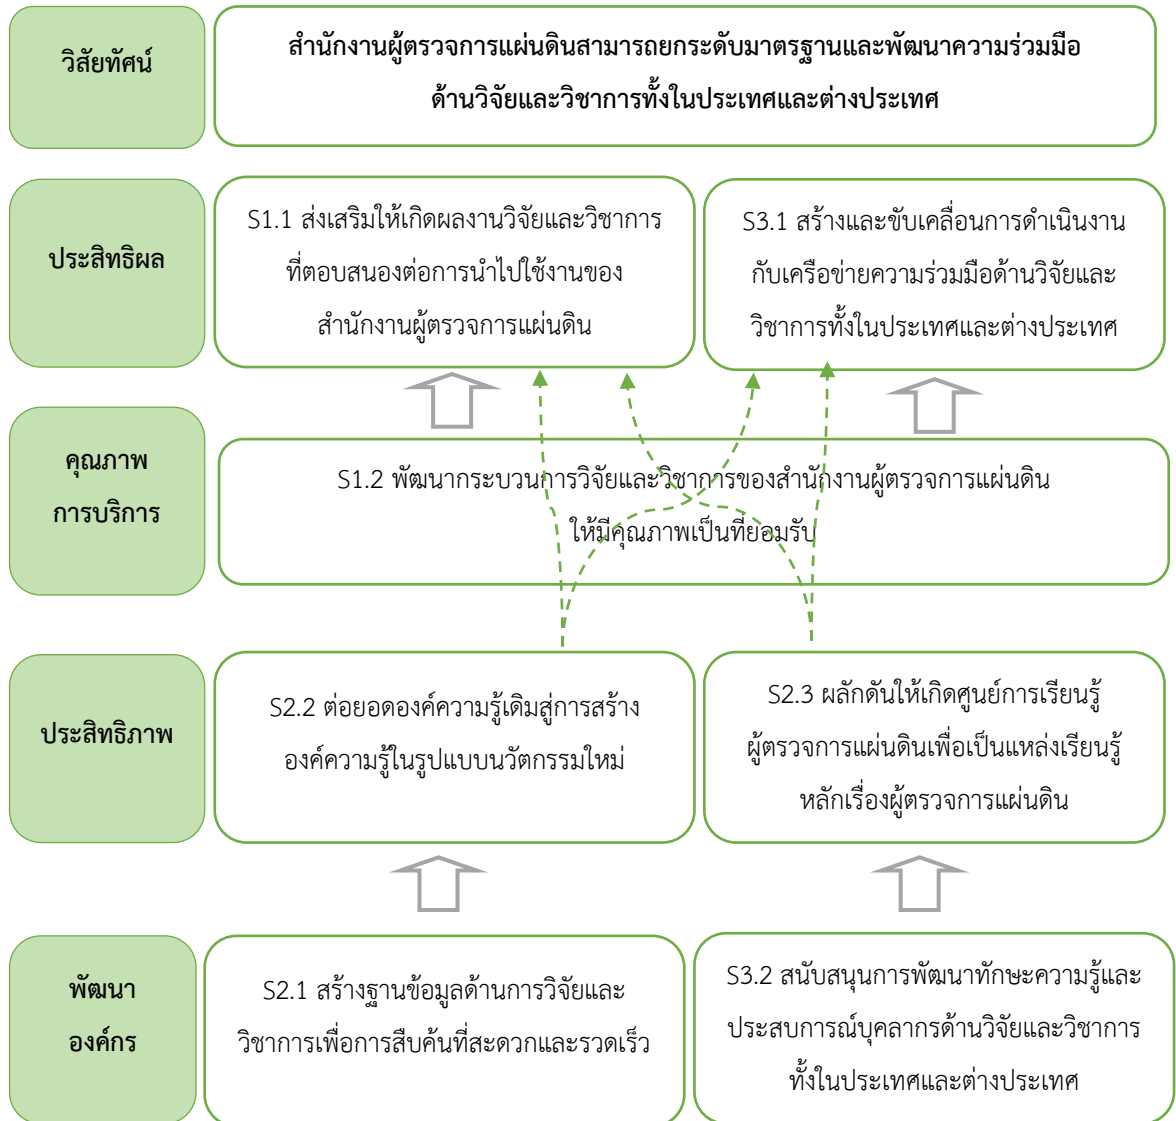 วิสัยทัศน์
สำนักงานผู้ตรวจการแผ่นดินสามารถยกระดับมาตรฐานและพัฒนาความร่วมมือ
ด้านวิจัยและวิชาการทั้งในประเทศและต่างประเทศ
ประสิทธิผล
S1.1 ส่งเสริมให้เกิดผลงานวิจัยและวิชาการ
ที่ตอบสนองต่อการนำไปใช้งานของ
สำนักงานผู้ตรวจการแผ่นดิน
S3.1 สร้างและขับเคลื่อนการดำเนินงาน
กับเครือข่ายความร่วมมือด้านวิจัยและ
วิชาการทั้งในประเทศและต่างประเทศ
คุณภาพ
การบริการ
S1.2 พัฒนากระบวนการวิจัยและวิชาการของสำนักงานผู้ตรวจการแผ่นดิน
ให้มีคุณภาพเป็นที่ยอมรับ
ประสิทธิภาพ
S2.2 ต่อยอดองค์ความรู้เดิมสู่การสร้าง
องค์ความรู้ในรูปแบบนวัตกรรมใหม่
S2.3 ผลักดันให้เกิดศูนย์การเรียนรู้
ผู้ตรวจการแผ่นดินเพื่อเป็นแหล่งเรียนรู้
หลักเรื่องผู้ตรวจการแผ่นดิน
พัฒนา
องค์กร
S2.1 สร้างฐานข้อมูลด้านการวิจัยและ
วิชาการเพื่อการสืบค้นที่สะดวกและรวดเร็ว
S3.2 สนับสนุนการพัฒนาทักษะความรู้และ
ประสบการณ์บุคลากรด้านวิจัยและวิชาการ
ทั้งในประเทศและต่างประเทศ